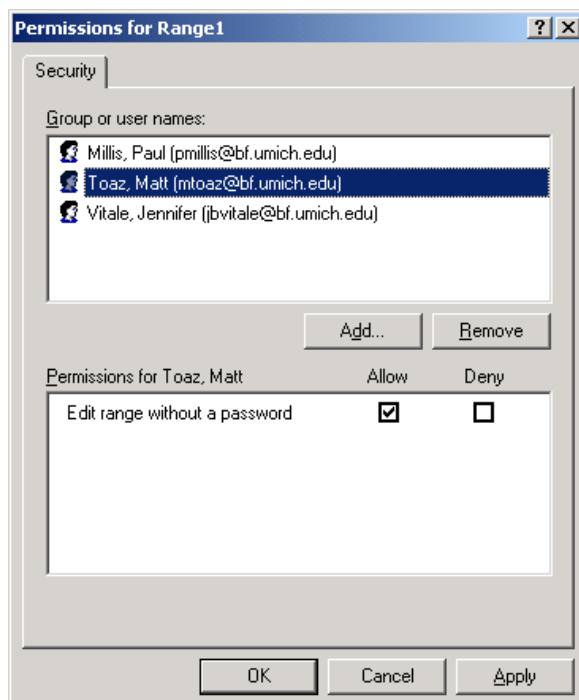 Permissions for Range1
Security
Group or user names:
Millis, Paul (pmillis@bf.umich.edu)
Toaz, Matt (mtoaz@bf.umich.edu)
Vitale, Jennifer (jbvitale@bf.umich.edu)
Add... Remove
Permissions for Toaz, Matt Allow Deny
Edit range without a password
OK Cancel Apply